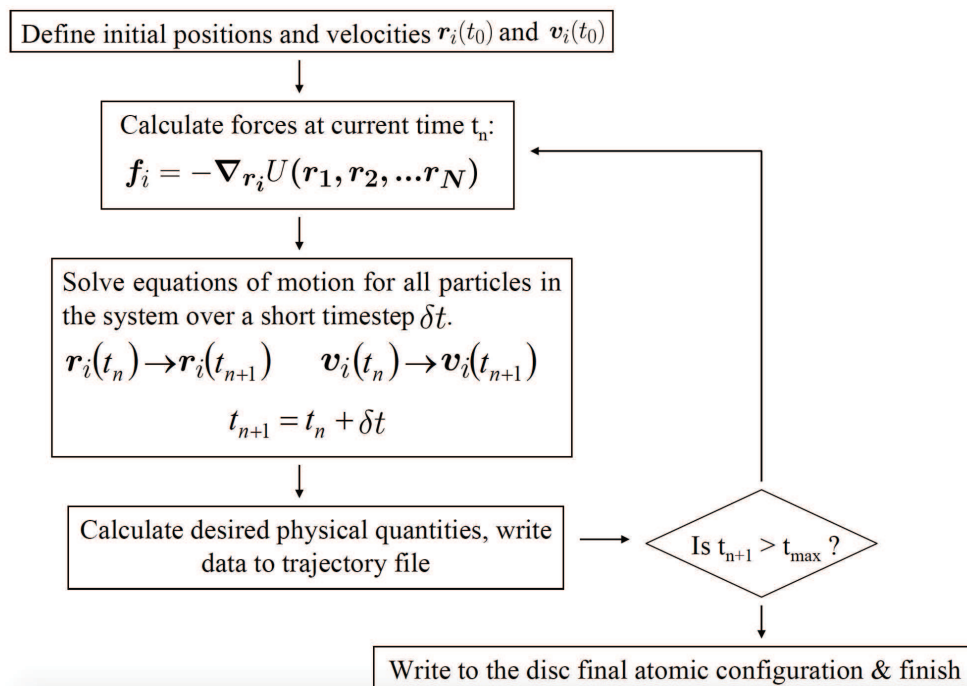 Define initial positions and velocities r_i(t_0) and v_i(t_0)
Calculate forces at current time t_n:
f_i = −∇_{r_i} U(r_1, r_2, ...r_N)
Solve equations of motion for all particles in
the system over a short timestep δt.
r_i(t_n)→r_i(t_{n+1}) v_i(t_n)→v_i(t_{n+1})
t_{n+1} = t_n + δt
Calculate desired physical quantities, write
data to trajectory file
Is t_{n+1} > t_{max} ?
Write to the disc final atomic configuration & finish